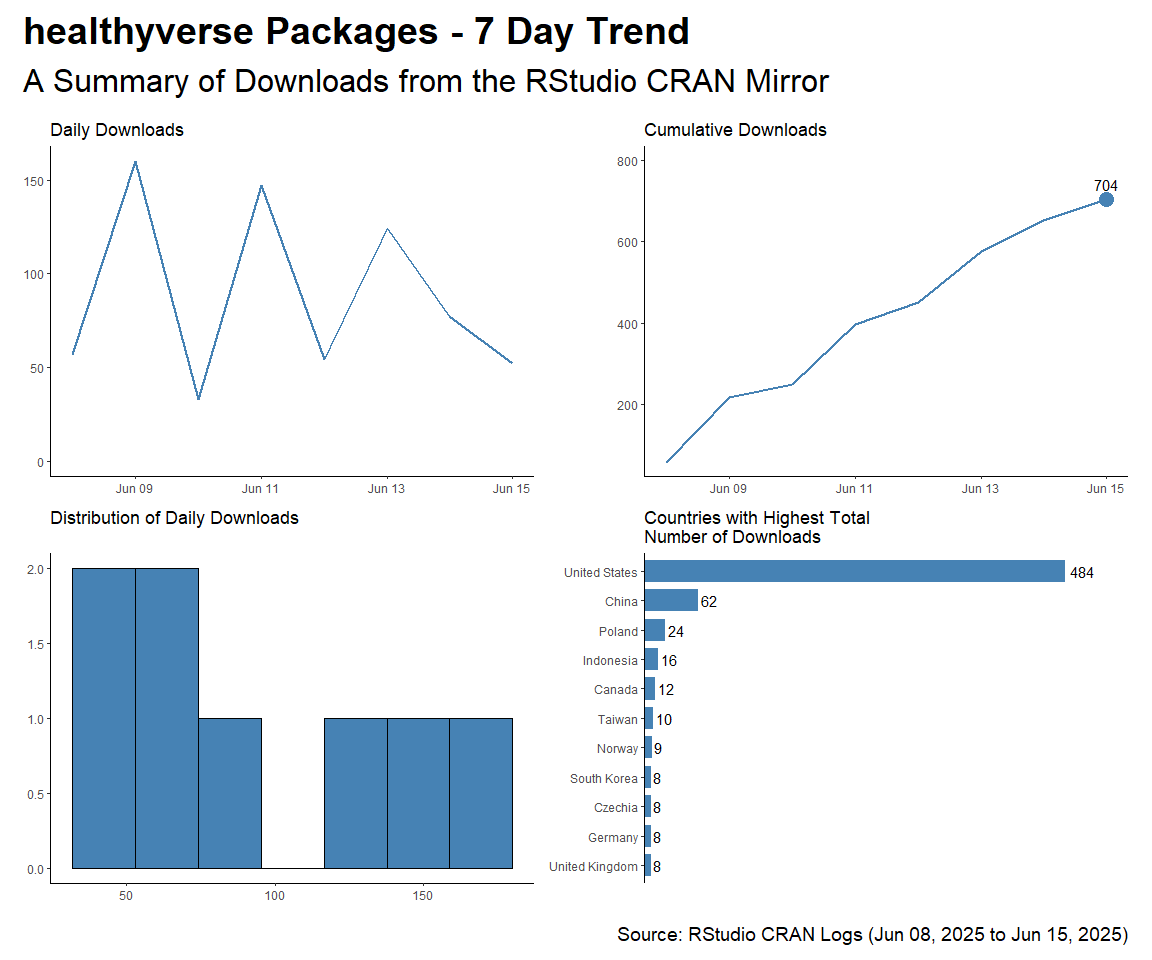 healthyverse Packages - 7 Day Trend
A Summary of Downloads from the RStudio CRAN Mirror
Daily Downloads
150
100
50
0
Jun 09 Jun 11 Jun 13 Jun 15
Cumulative Downloads
800
600
400
200
704
Jun 09 Jun 11 Jun 13 Jun 15
Distribution of Daily Downloads
2.0
1.5
1.0
0.5
0.0
50 100 150
Countries with Highest Total
Number of Downloads
United States 484
China 62
Poland 24
Indonesia 16
Canada 12
Taiwan 10
Norway 9
South Korea 8
Czechia 8
Germany 8
United Kingdom 8
Source: RStudio CRAN Logs (Jun 08, 2025 to Jun 15, 2025)